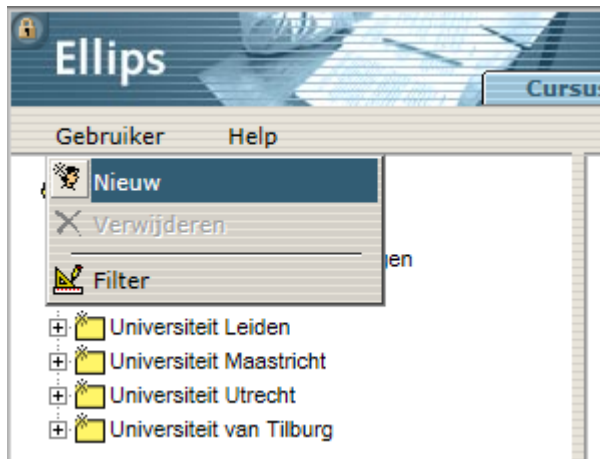 Ellips
Cursus
Gebruiker Help
Nieuw
Verwijderen
gen
Filter
Universiteit Leiden
Universiteit Maastricht
Universiteit Utrecht
Universiteit van Tilburg